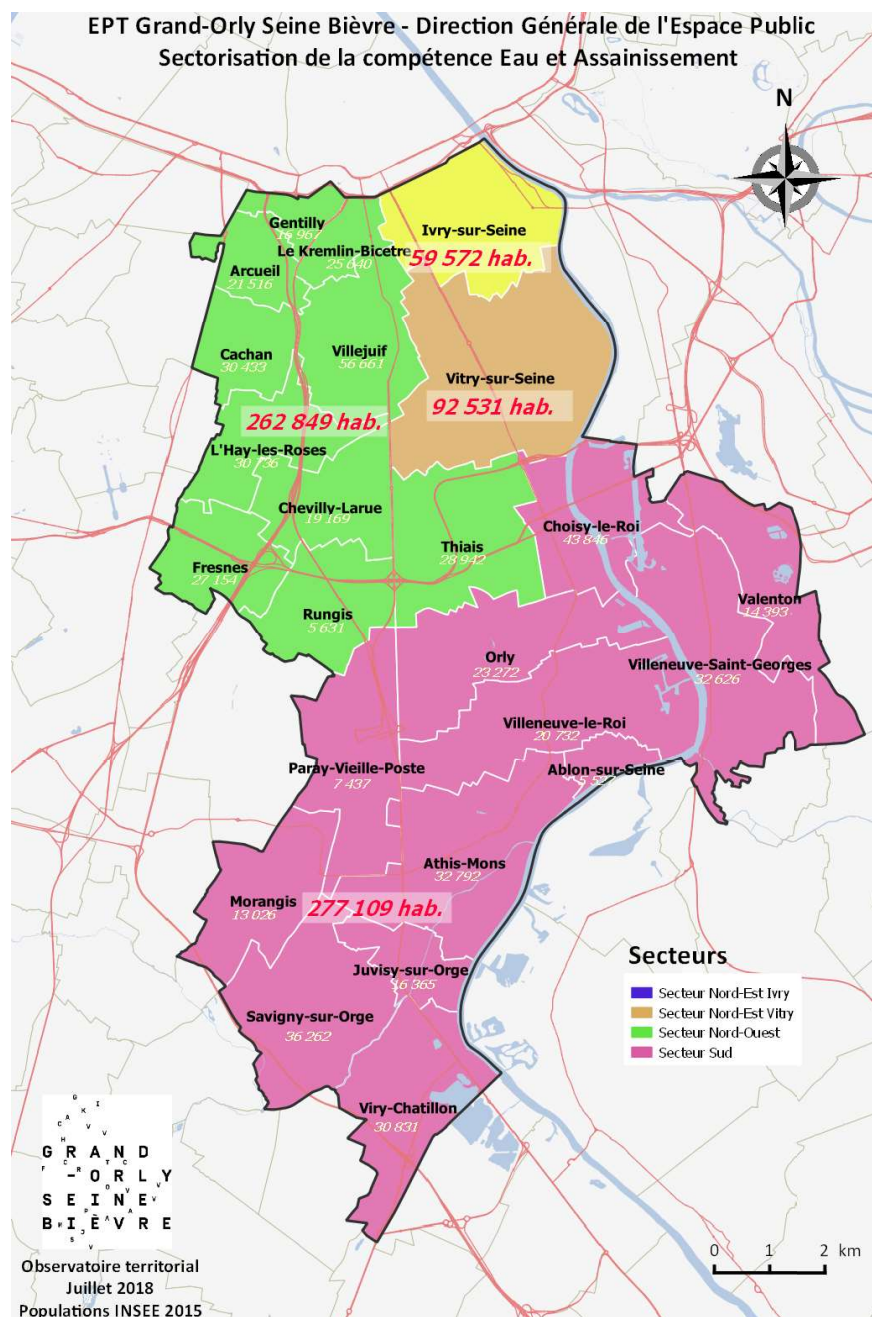 EPT Grand-Orly Seine Bièvre - Direction Générale de l'Espace Public
Sectorisation de la compétence Eau et Assainissement
N
Gentilly
Ivry-sur-Seine
59 572 hab.
Le Kremlin-Bicetre
25 640
Arcueil
21 516
Cachan
30 433
Villejuif
56 661
Vitry-sur-Seine
92 531 hab.
262 849 hab.
L'Hay-les-Roses
Chevilly-Larue
19 169
Choisy-le-Roi
43 846
Thiais
28 942
Fresnes
27 154
Valenton
14 393
Rungis
5 631
Orly
23 272
Villeneuve-Saint-Georges
32 626
Villeneuve-le-Roi
20 732
Paray-Vieille-Poste
7 437
Ablon-sur-Seine
Athis-Mons
32 792
Morangis
13 026
277 109 hab.
Juvisy-sur-Orge
16 365
Savigny-sur-Orge
36 262
Viry-Chatillon
30 831
Secteurs
Secteur Nord-Est Ivry
Secteur Nord-Est Vitry
Secteur Nord-Ouest
Secteur Sud
GRAND
-ORLY
SEINE
BIÈVRE
Observatoire territorial
Juillet 2018
Populations INSEE 2015
0 1 2 km